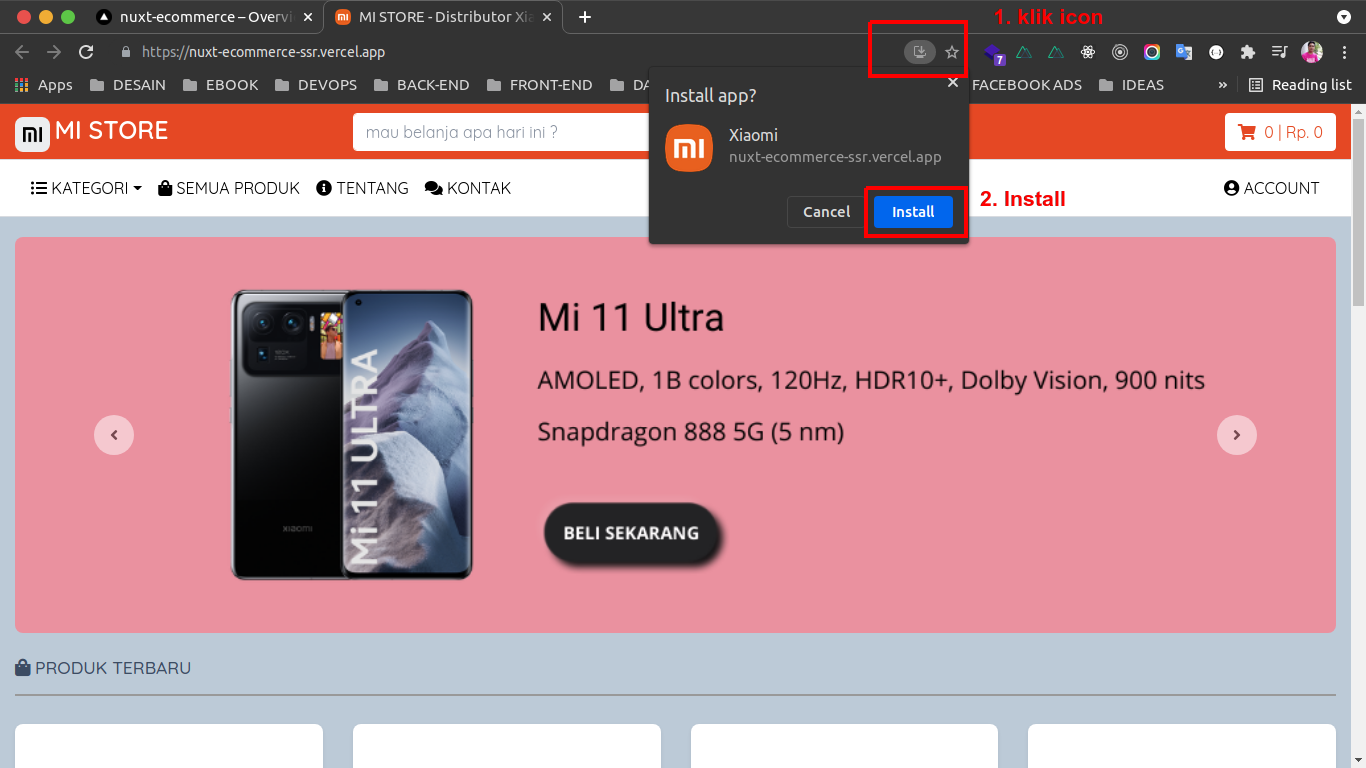 nuxt-ecommerce – Overvi
MI STORE - Distributor Xia
1. klik icon
https://nuxt-ecommerce-ssr.vercel.app
7
Apps
DESAIN
EBOOK
DEVOPS
BACK-END
FRONT-END
DA
FACEBOOK ADS
IDEAS
»
Reading list
Install app?
Xiaomi
nuxt-ecommerce-ssr.vercel.app
Cancel
Install
2. Install
MI STORE
mau belanja apa hari ini ?
0 | Rp. 0
KATEGORI
SEMUA PRODUK
TENTANG
KONTAK
ACCOUNT
Mi 11 Ultra
AMOLED, 1B colors, 120Hz, HDR10+, Dolby Vision, 900 nits
Snapdragon 888 5G (5 nm)
BELI SEKARANG
Mi 11 ULTRA
xiaomi
PRODUK TERBARU